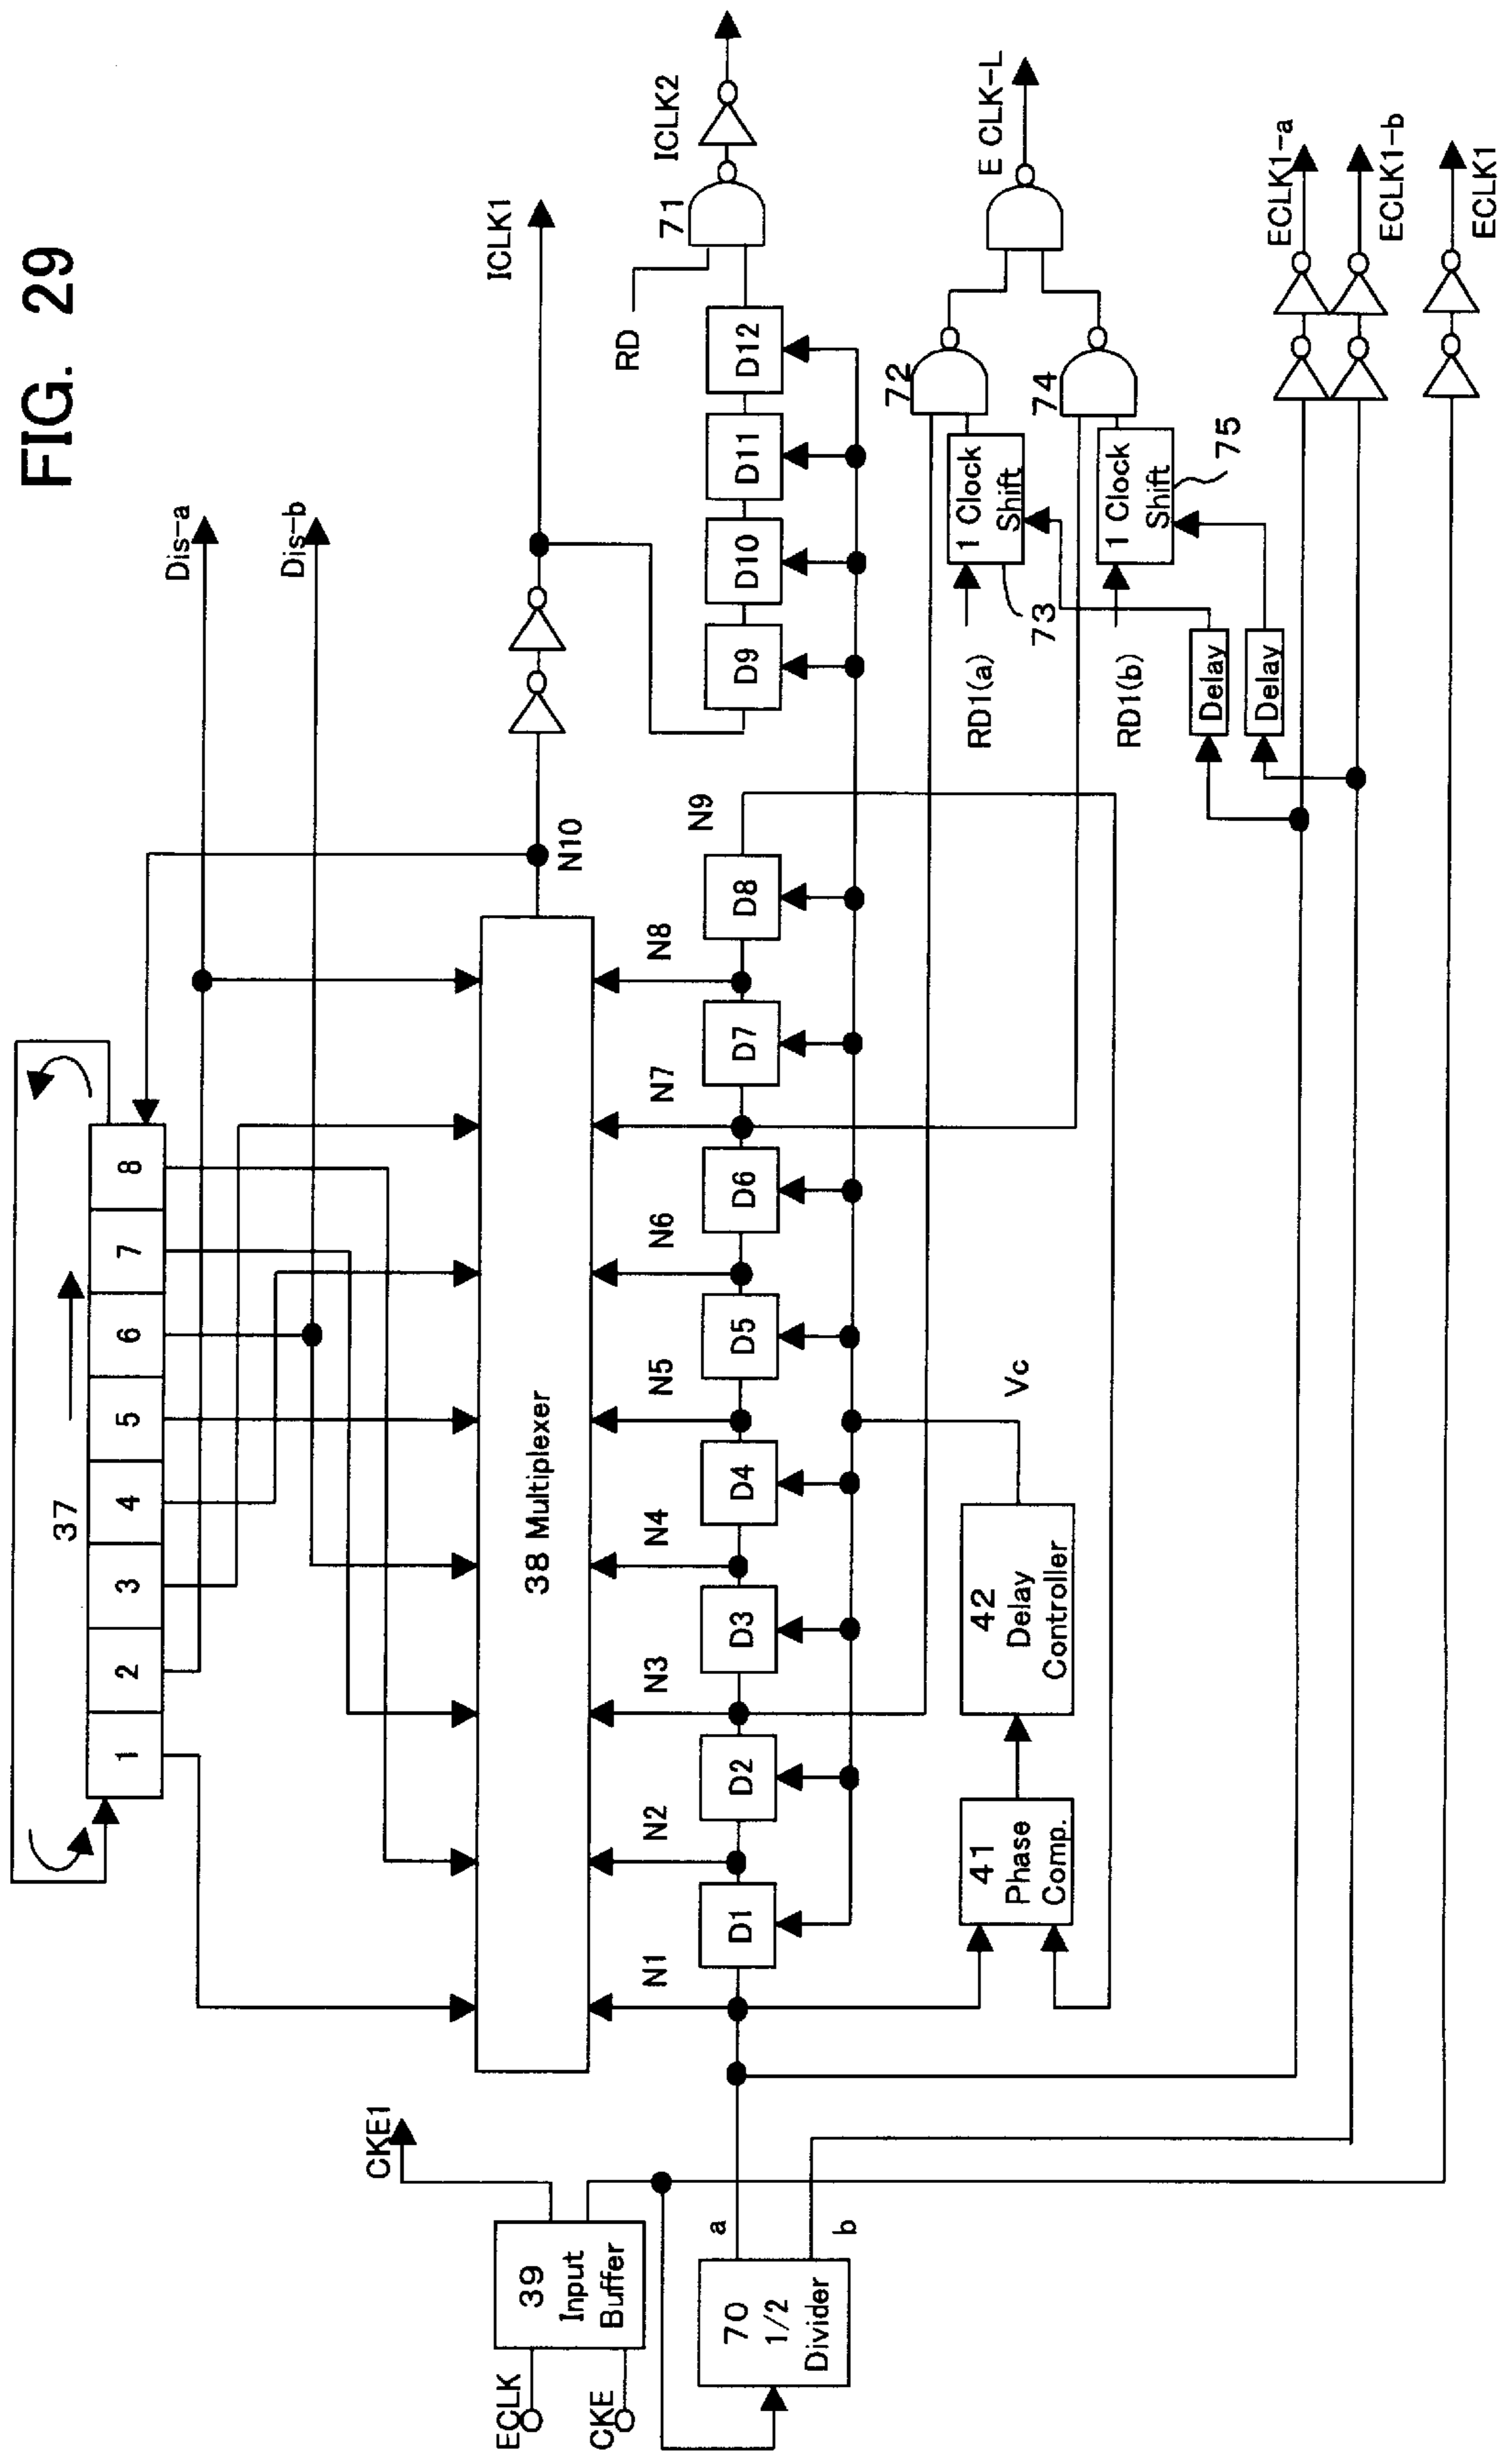 FIG. 29
37
1 2 3 4 5 6 7 8
Dis-a
Dis-b
CKE1
38 Multiplexer
N10
ICLK1
ECLK
CKE
39
Input
Buffer
N1 N2 N3 N4 N5 N6 N7 N8 N9
RD
71
ICLK2
a
b
D1 D2 D3 D4 D5 D6 D7 D8 D9 D10 D11 D12
70
1/2
Divider
41
Phase
Comp.
42
Delay
Controller
Vc
72
E CLK-L
RD1(a)
1 Clock
Shift
73
74
RD1(b)
1 Clock
Shift
75
Delay
Delay
ECLK1-a
ECLK1-b
ECLK1